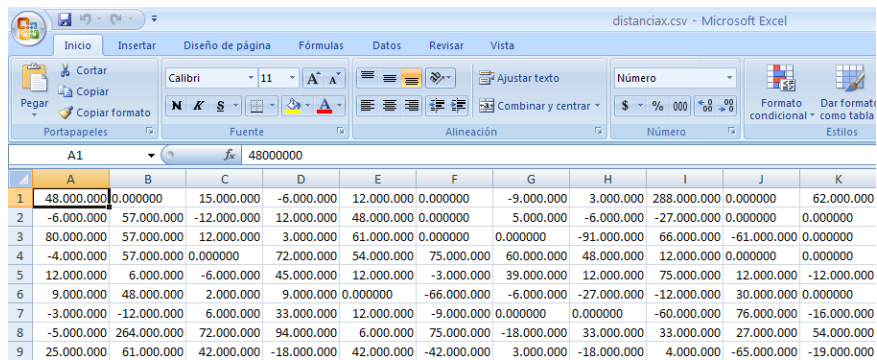 distanciax.csv - Microsoft Excel
Inicio Insertar Diseño de página Fórmulas Datos Revisar Vista
Cortar Calibri 11 Ajustar texto Número
Copiar
Pegar Copiar formato N K S Combinar y centrar $ % 000 Formato condicional Dar formato como tabla
Portapapeles Fuente Alineación Número Estilos
A1 fx 48000000
A B C D E F G H I J K
1 48.000.000 0.000000 15.000.000 -6.000.000 12.000.000 0.000000 -9.000.000 3.000.000 288.000.000 0.000000 62.000.000
2 -6.000.000 57.000.000 -12.000.000 12.000.000 48.000.000 0.000000 5.000.000 -6.000.000 -27.000.000 0.000000 0.000000
3 80.000.000 57.000.000 12.000.000 3.000.000 61.000.000 0.000000 0.000000 -91.000.000 66.000.000 -61.000.000 0.000000
4 -4.000.000 57.000.000 0.000000 72.000.000 54.000.000 75.000.000 60.000.000 48.000.000 12.000.000 0.000000 0.000000
5 12.000.000 6.000.000 -6.000.000 45.000.000 12.000.000 -3.000.000 39.000.000 12.000.000 75.000.000 12.000.000 -12.000.000
6 9.000.000 48.000.000 2.000.000 9.000.000 0.000000 -66.000.000 -6.000.000 -27.000.000 -12.000.000 30.000.000 0.000000
7 -3.000.000 -12.000.000 6.000.000 33.000.000 12.000.000 -9.000.000 0.000000 0.000000 -60.000.000 76.000.000 -16.000.000
8 -5.000.000 264.000.000 72.000.000 94.000.000 6.000.000 75.000.000 -18.000.000 33.000.000 33.000.000 27.000.000 54.000.000
9 25.000.000 61.000.000 42.000.000 -18.000.000 42.000.000 -42.000.000 3.000.000 -18.000.000 4.000.000 -65.000.000 -19.000.000